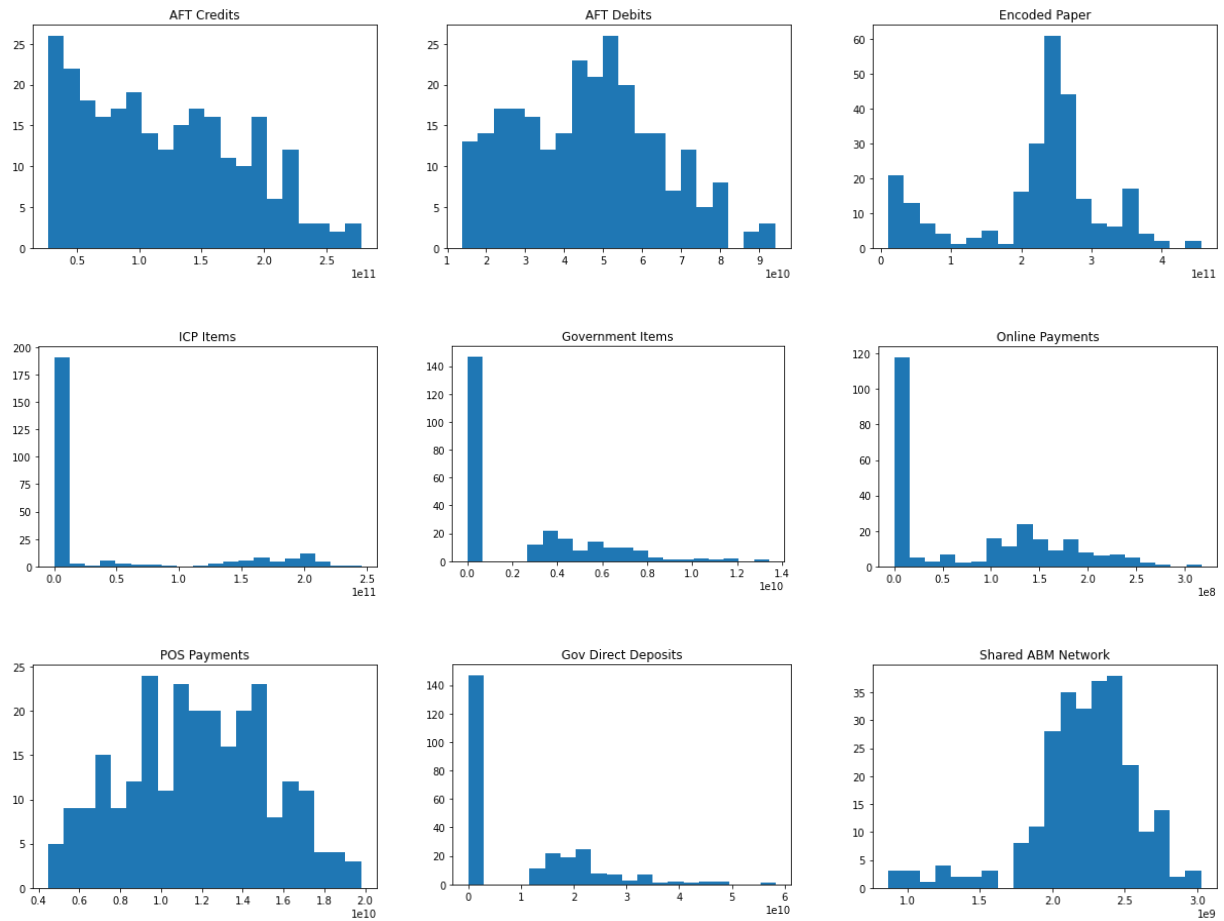 AFT Credits
25
20
15
10
5
0
0.5 1.0 1.5 2.0 2.5
1e11
AFT Debits
25
20
15
10
5
0
1 2 3 4 5 6 7 8 9
1e10
Encoded Paper
60
50
40
30
20
10
0
0 1 2 3 4
1e11
ICP Items
200
175
150
125
100
75
50
25
0
0.0 0.5 1.0 1.5 2.0 2.5
1e11
Government Items
140
120
100
80
60
40
20
0
0.0 0.2 0.4 0.6 0.8 1.0 1.2 1.4
1e10
Online Payments
120
100
80
60
40
20
0
0.0 0.5 1.0 1.5 2.0 2.5 3.0
1e8
POS Payments
25
20
15
10
5
0
0.4 0.6 0.8 1.0 1.2 1.4 1.6 1.8 2.0
1e10
Gov Direct Deposits
140
120
100
80
60
40
20
0
0 1 2 3 4 5 6
1e10
Shared ABM Network
35
30
25
20
15
10
5
0
1.0 1.5 2.0 2.5 3.0
1e9